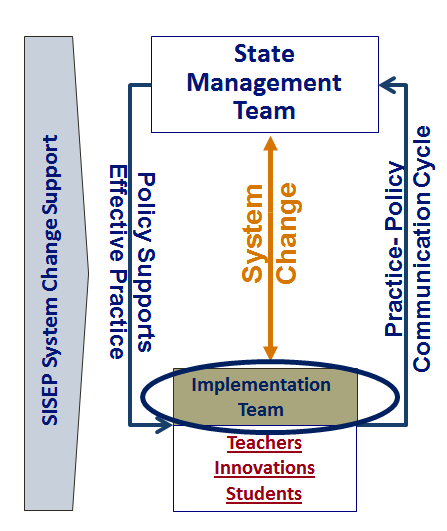 State
Management
Team
SISEP System Change Support
Policy Supports
Effective Practice
System
Change
Practice- Policy
Communication Cycle
Implementation
Team
Teachers
Innovations
Students